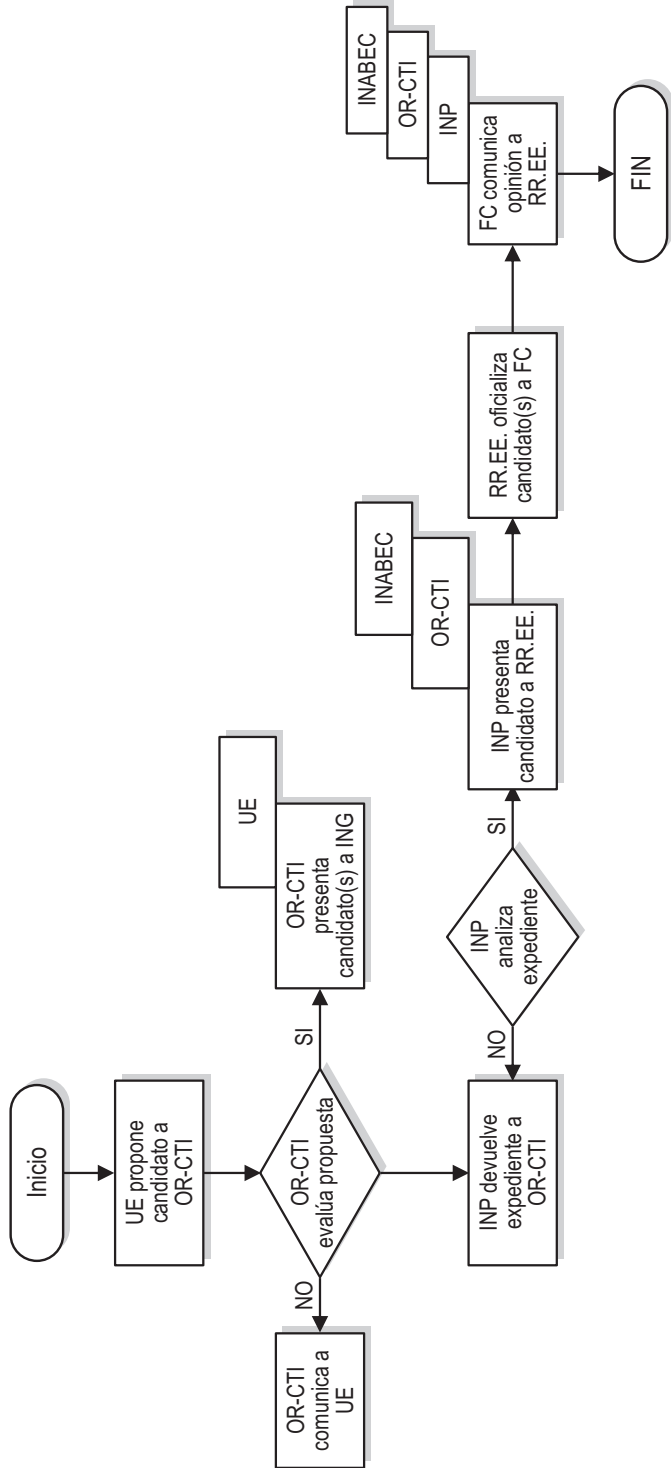 Inicio
UE propone
candidato a
OR-CTI
OR-CTI
evalúa propuesta
NO
SI
OR-CTI
comunica a
UE
UE
OR-CTI
presenta
candidato(s) a ING
INP devuelve
expediente a
OR-CTI
NO
INP
analiza
expediente
SI
INABEC
OR-CTI
INP presenta
candidato a RR.EE.
RR.EE. oficializa
candidato(s) a FC
INABEC
OR-CTI
INP
FC comunica
opinión a
RR.EE.
FIN